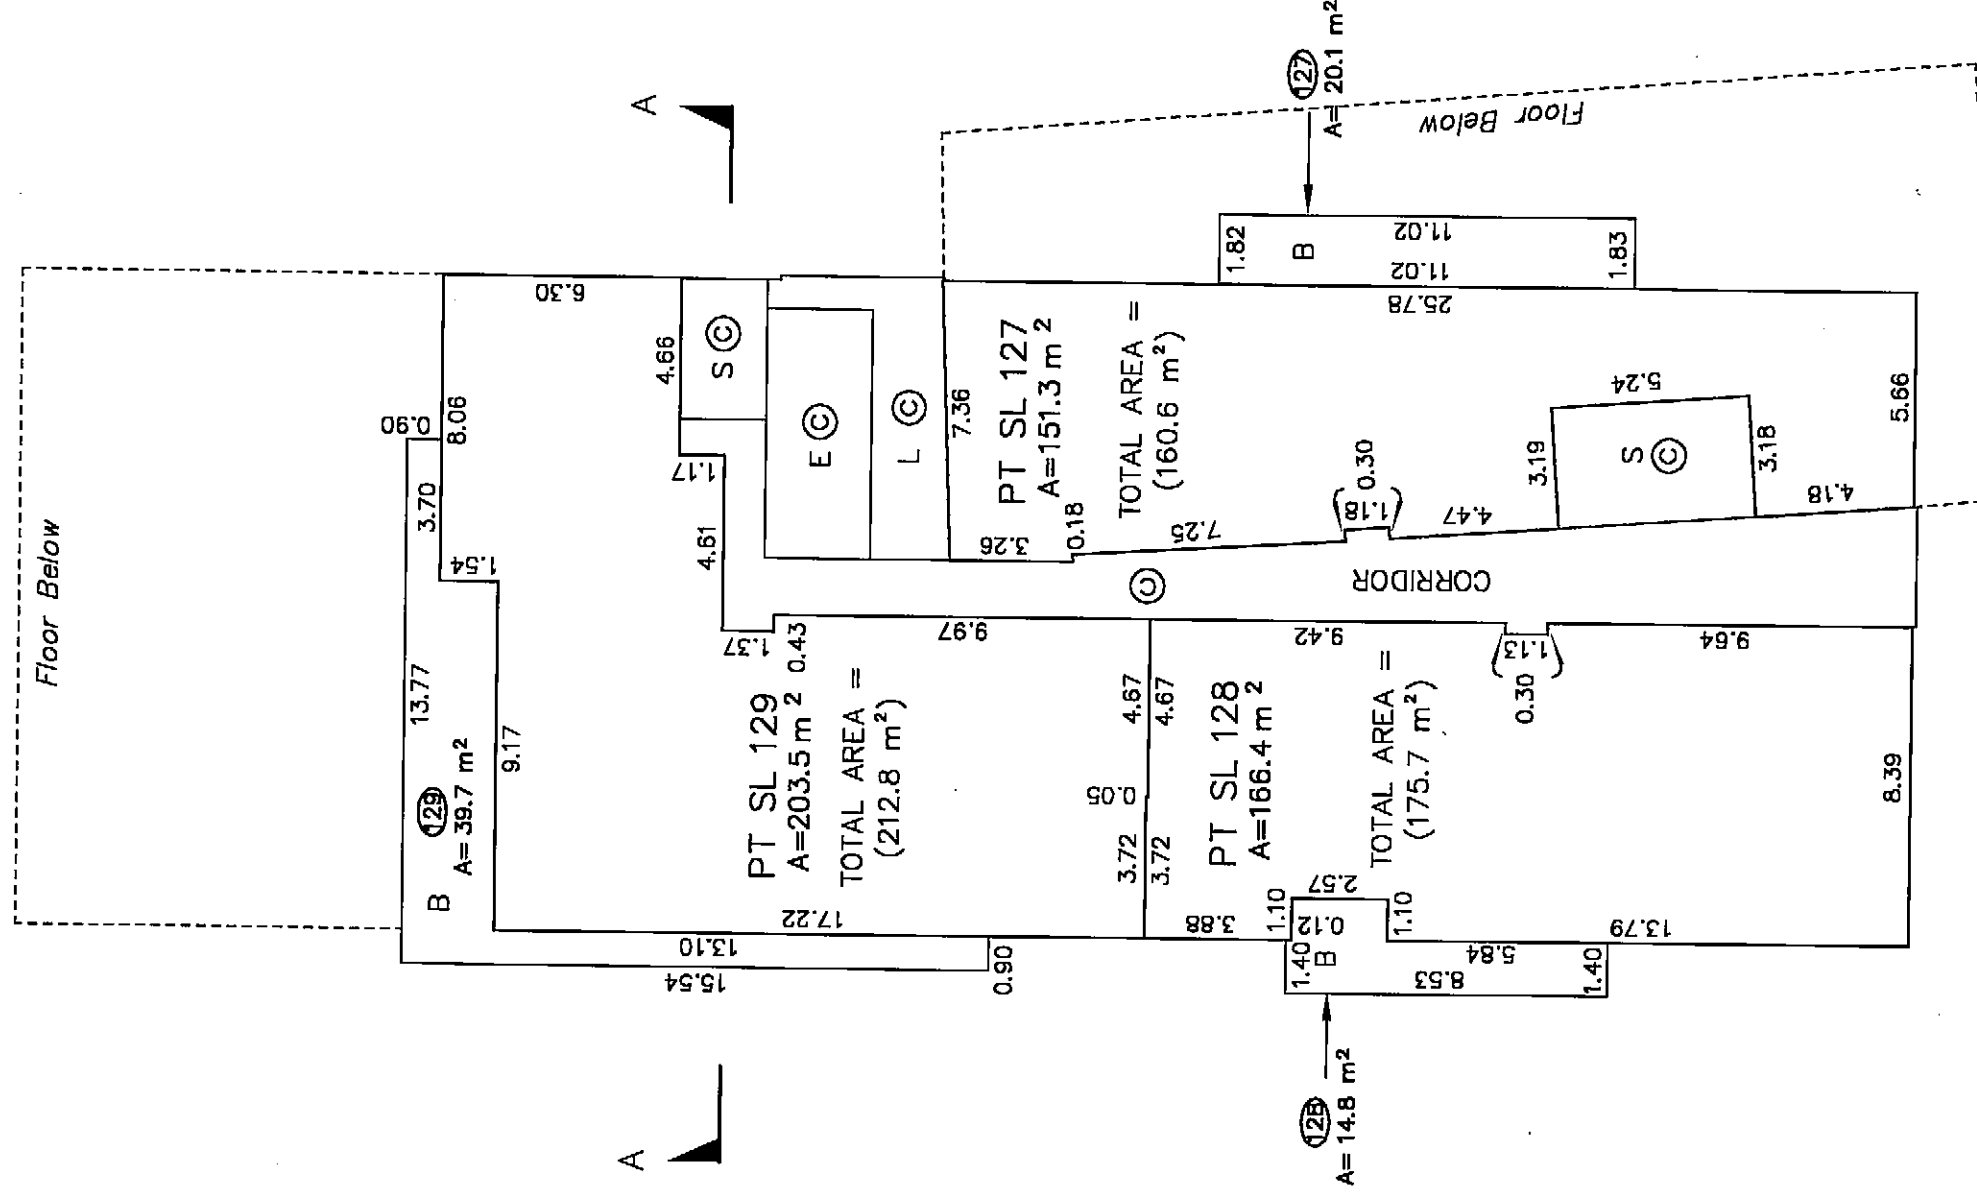 Floor Below
A
127
A= 20.1 m²
Floor Below
0.90
8.06
6.30
3.70
1.54
13.77
129
A= 39.7 m²
B
9.17
4.66
S C
1.17
4.61
E C
L C
1.37
0.43
9.97
7.36
3.26
0.18
PT SL 129
A=203.5 m²
TOTAL AREA =
(212.8 m²)
17.22
13.10
15.54
0.90
PT SL 127
A=151.3 m²
TOTAL AREA =
(160.6 m²)
1.82
B
11.02
11.02
1.83
25.78
7.25
(1.18)
0.30
4.47
3.19
5.24
S
C
3.18
4.18
5.66
C
CORRIDOR
4.67
4.67
0.05
3.72
3.72
9.42
(1.13)
0.30
9.64
PT SL 128
A=166.4 m²
TOTAL AREA =
(175.7 m²)
3.88
1.10
2.57
0.12
1.10
1.40
B
5.84
8.53
1.40
13.79
8.39
A
128
A= 14.8 m²